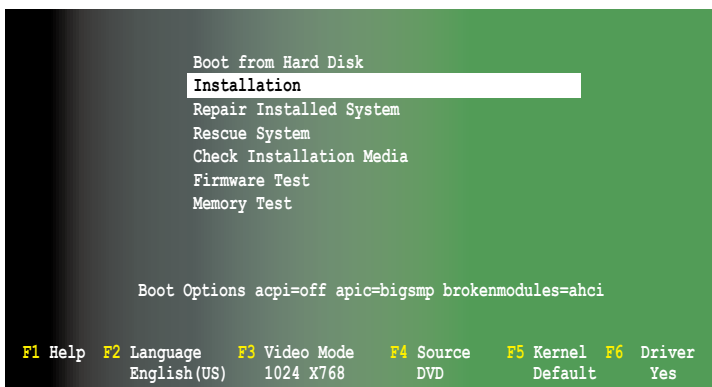 Boot from Hard Disk
Installation
Repair Installed System
Rescue System
Check Installation Media
Firmware Test
Memory Test
Boot Options acpi=off apic=bigsmp brokenmodules=ahci
F1 Help F2 Language F3 Video Mode F4 Source F5 Kernel F6 Driver
English(US) 1024 X768 DVD Default Yes